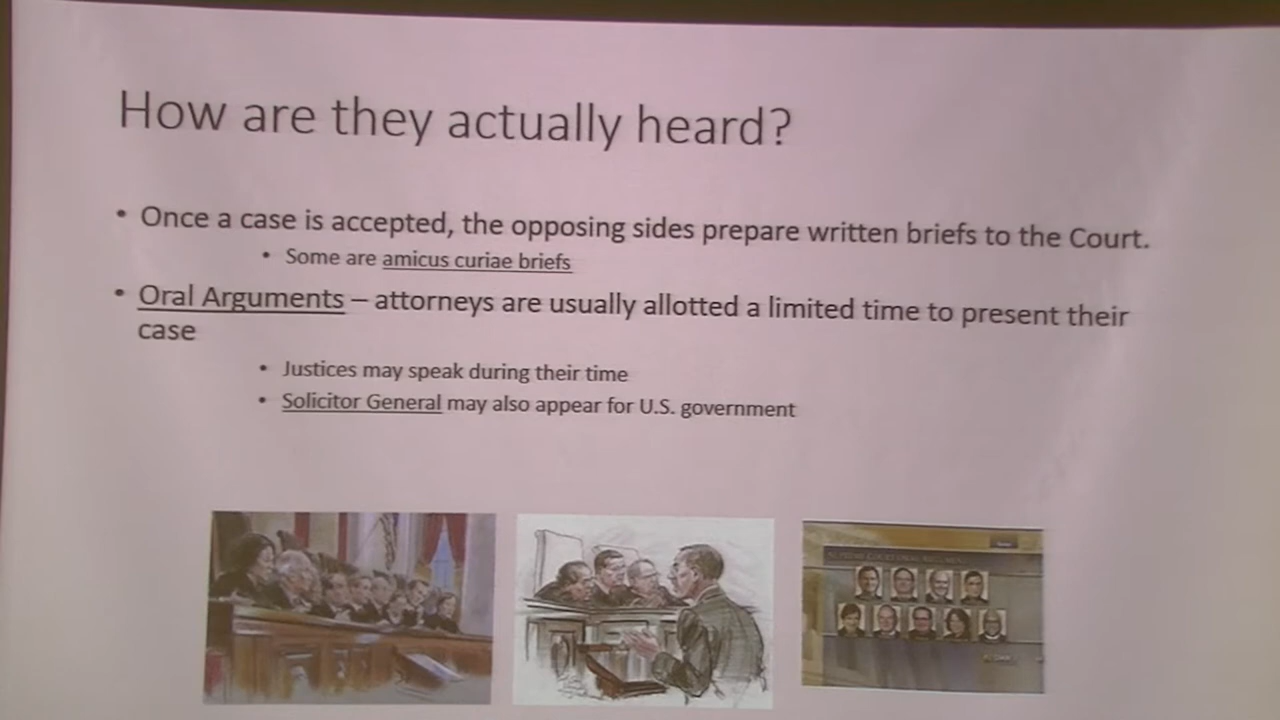 How are they actually heard?
• Once a case is accepted, the opposing sides prepare written briefs to the Court.
• Some are amicus curiae briefs
• Oral Arguments – attorneys are usually allotted a limited time to present their
case
• Justices may speak during their time
• Solicitor General may also appear for U.S. government